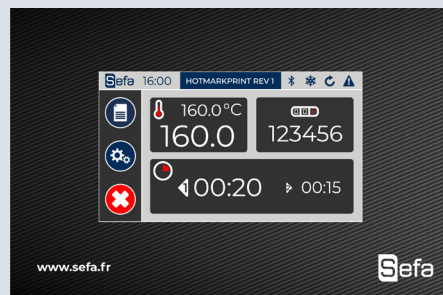 Sefa 16:00 HOTMARKPRINT REV 1
160.0°C
160.0
123456
1 00:20 00:15
www.sefa.fr
Sefa